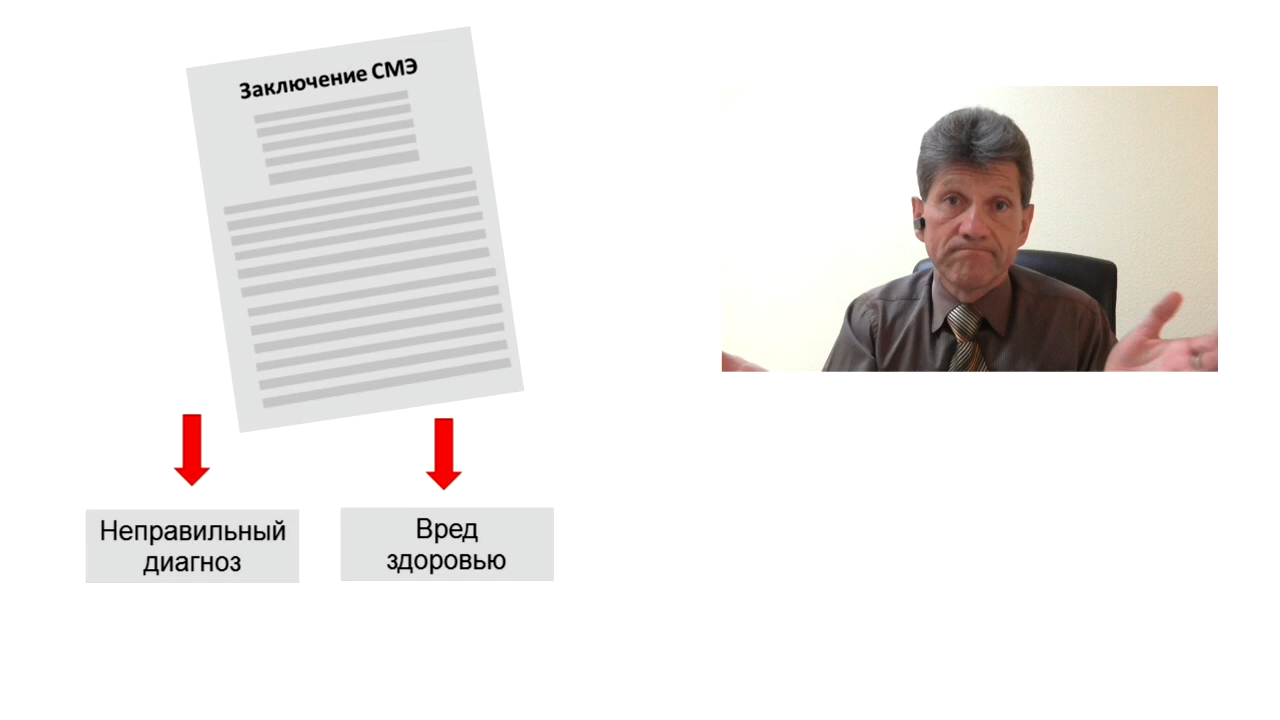 Заключение СМЭ
Неправильный
диагноз
Вред
здоровью